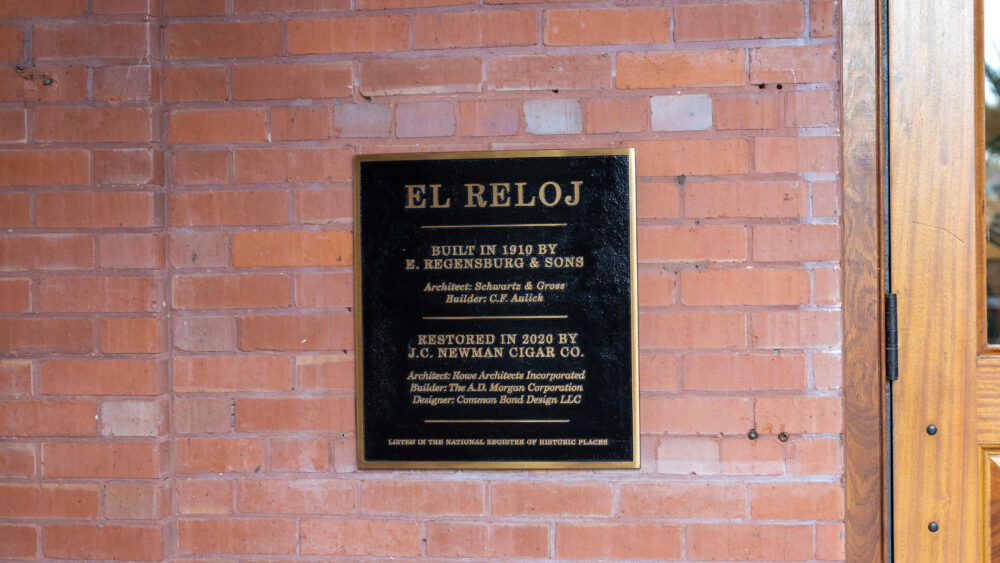 EL RELOJ
BUILT IN 1910 BY
E. REGENSBURG & SONS
Architect: Schwartz & Gross
Builder: C.F. Aulick
RESTORED IN 2020 BY
J.C. NEWMAN CIGAR CO.
Architect: Rowe Architects Incorporated
Builder: The A.D. Morgan Corporation
Designer: Common Bond Design LLC
LISTED IN THE NATIONAL REGISTER OF HISTORIC PLACES